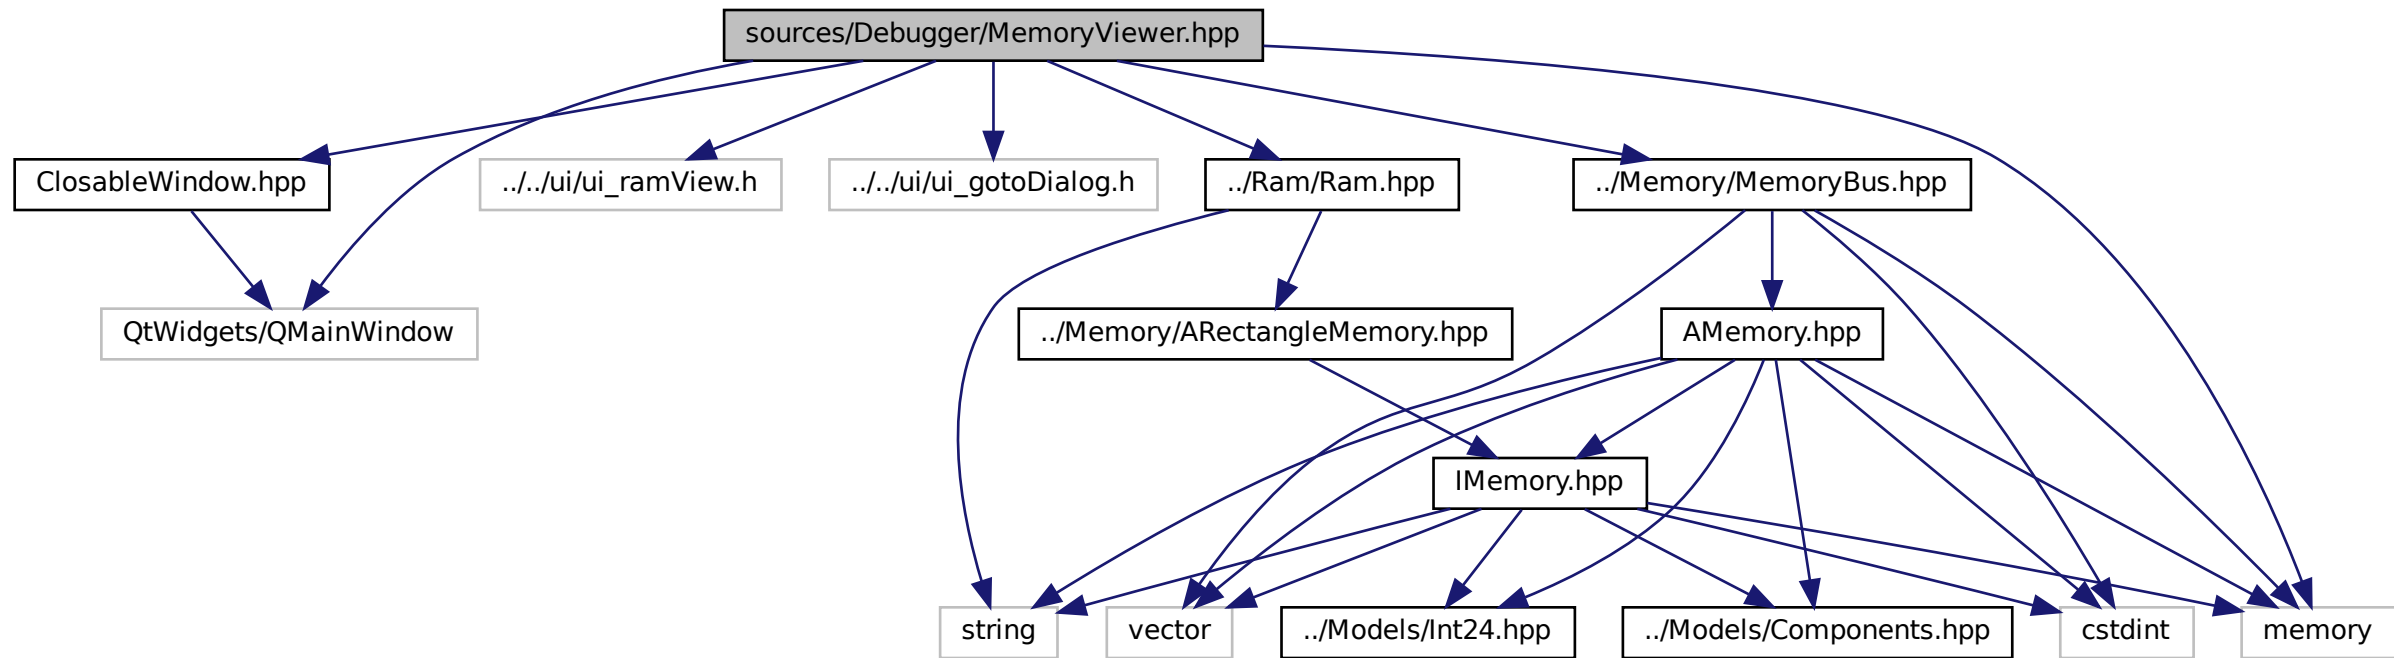 sources/Debugger/MemoryViewer.hpp
ClosableWindow.hpp
../../ui/ui_ramView.h
../../ui/ui_gotoDialog.h
../Ram/Ram.hpp
../Memory/MemoryBus.hpp
QtWidgets/QMainWindow
../Memory/ARectangleMemory.hpp
AMemory.hpp
IMemory.hpp
string
vector
../Models/Int24.hpp
../Models/Components.hpp
cstdint
memory